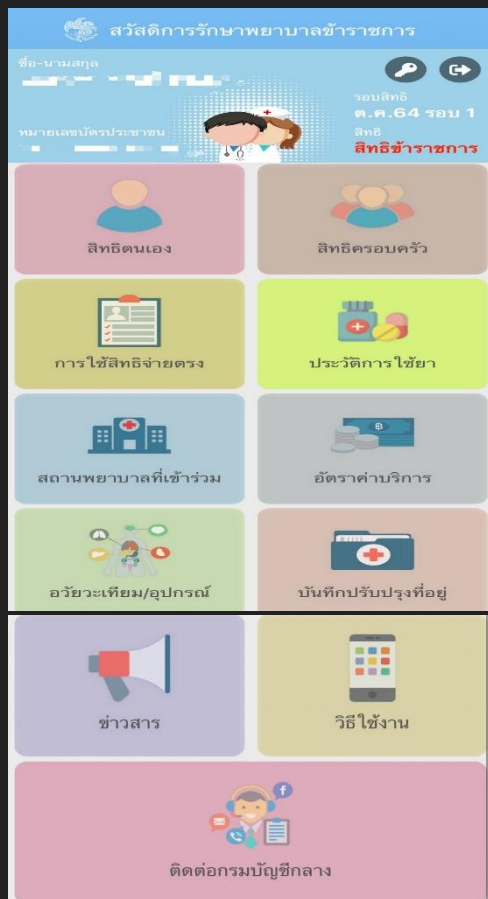 สวัสดิการรักษาพยาบาลข้าราชการ
ชื่อ-นามสกุล
หมายเลขบัตรประชาชน
รอบสิทธิ
ต.ค.64 รอบ 1
สิทธิ
สิทธิข้าราชการ
สิทธิตนเอง
สิทธิครอบครัว
การใช้สิทธิจ่ายตรง
ประวัติการใช้ยา
สถานพยาบาลที่เข้าร่วม
อัตราค่าบริการ
อวัยวะเทียม/อุปกรณ์
บันทึกปรับปรุงที่อยู่
ข่าวสาร
วิธีใช้งาน
ติดต่อกรมบัญชีกลาง